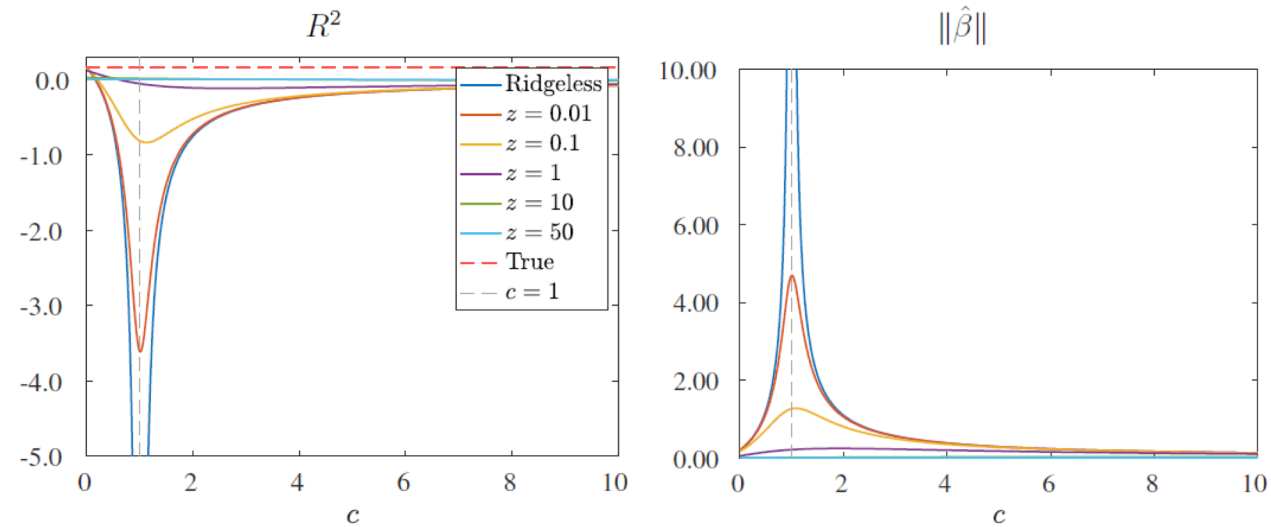 R²
0.0
-1.0
-2.0
-3.0
-4.0
-5.0
0
2
4
6
8
10
c
Ridgeless
z = 0.01
z = 0.1
z = 1
z = 10
z = 50
True
c = 1
‖β̂‖
10.00
8.00
6.00
4.00
2.00
0.00
0
2
4
6
8
10
c